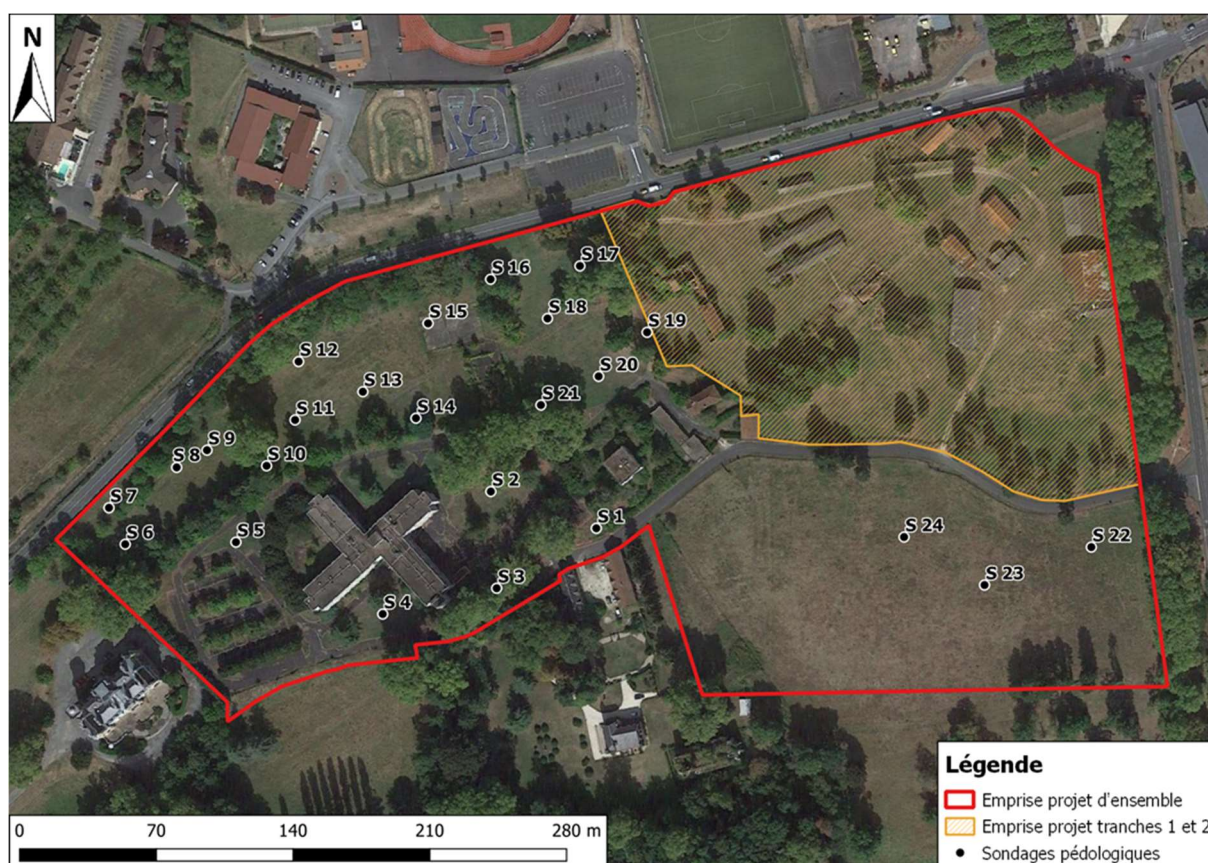 N
S 17
S 16
S 18
S 15
S 19
S 12
S 20
S 13
S 21
S 14
S 11
S 9
S 8
S 10
S 2
S 7
S 1
S 6
S 5
S 24
S 22
S 3
S 23
S 4
Légende
Emprise projet d'ensemble
Emprise projet tranches 1 et 2
Sondages pédologiques
0 70 140 210 280 m